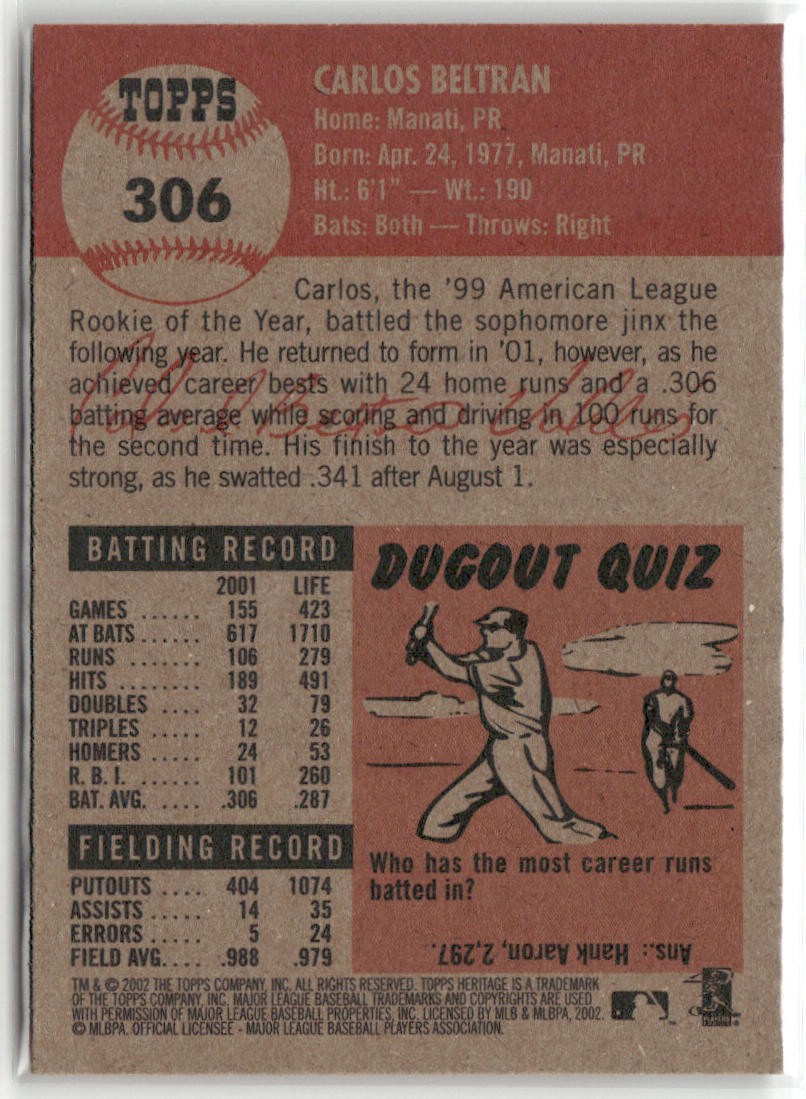 TOPPS
306
CARLOS BELTRAN
Home: Manati, PR
Born: Apr. 24, 1977, Manati, PR
Ht.: 6'1" — Wt.: 190
Bats: Both — Throws: Right
Carlos, the '99 American League
Rookie of the Year, battled the sophomore jinx the
following year. He returned to form in '01, however, as he
achieved career bests with 24 home runs and a .306
batting average while scoring and driving in 100 runs for
the second time. His finish to the year was especially
strong, as he swatted .341 after August 1.
BATTING RECORD
2001 LIFE
GAMES ...... 155 423
AT BATS...... 617 1710
RUNS ...... 106 279
HITS ........ 189 491
DOUBLES .... 32 79
TRIPLES ..... 12 26
HOMERS .... 24 53
R. B. I. ...... 101 260
BAT. AVG. .... .306 .287
FIELDING RECORD
PUTOUTS .... 404 1074
ASSISTS ..... 14 35
ERRORS ..... 5 24
FIELD AVG.... .988 .979
DUGOUT QUIZ
Who has the most career runs
batted in?
Ans.: Hank Aaron, 2,297.
TM & © 2002 THE TOPPS COMPANY, INC. ALL RIGHTS RESERVED. TOPPS HERITAGE IS A TRADEMARK
OF THE TOPPS COMPANY, INC. MAJOR LEAGUE BASEBALL TRADEMARKS AND COPYRIGHTS ARE USED
WITH PERMISSION OF MAJOR LEAGUE BASEBALL PROPERTIES, INC. LICENSED BY MLB & MLBPA, 2002.
© MLBPA. OFFICIAL LICENSEE - MAJOR LEAGUE BASEBALL PLAYERS ASSOCIATION.